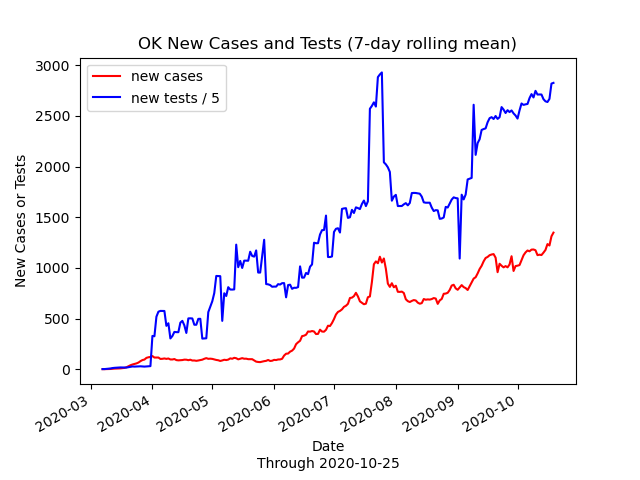 OK New Cases and Tests (7-day rolling mean)
new cases
new tests / 5
New Cases or Tests
3000
2500
2000
1500
1000
500
0
2020-03
2020-04
2020-05
2020-06
2020-07
2020-08
2020-09
2020-10
Date
Through 2020-10-25